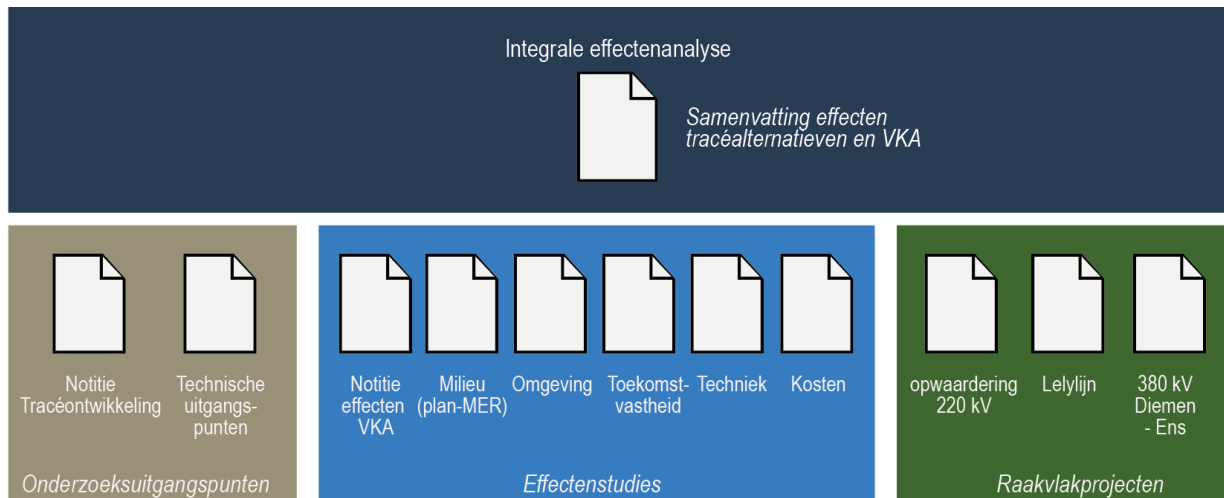 Integrale effectenanalyse
Samenvatting effecten
tracéalternatieven en VKA
Notitie
Tracéontwikkeling
Technische
uitgangs-
punten
Onderzoeksuitgangspunten
Notitie
effecten
VKA
Milieu
(plan-MER)
Omgeving
Toekomst-
vastheid
Techniek
Kosten
Effectenstudies
opwaardering
220 kV
Lelylijn
380 kV
Diemen
- Ens
Raakvlakprojecten